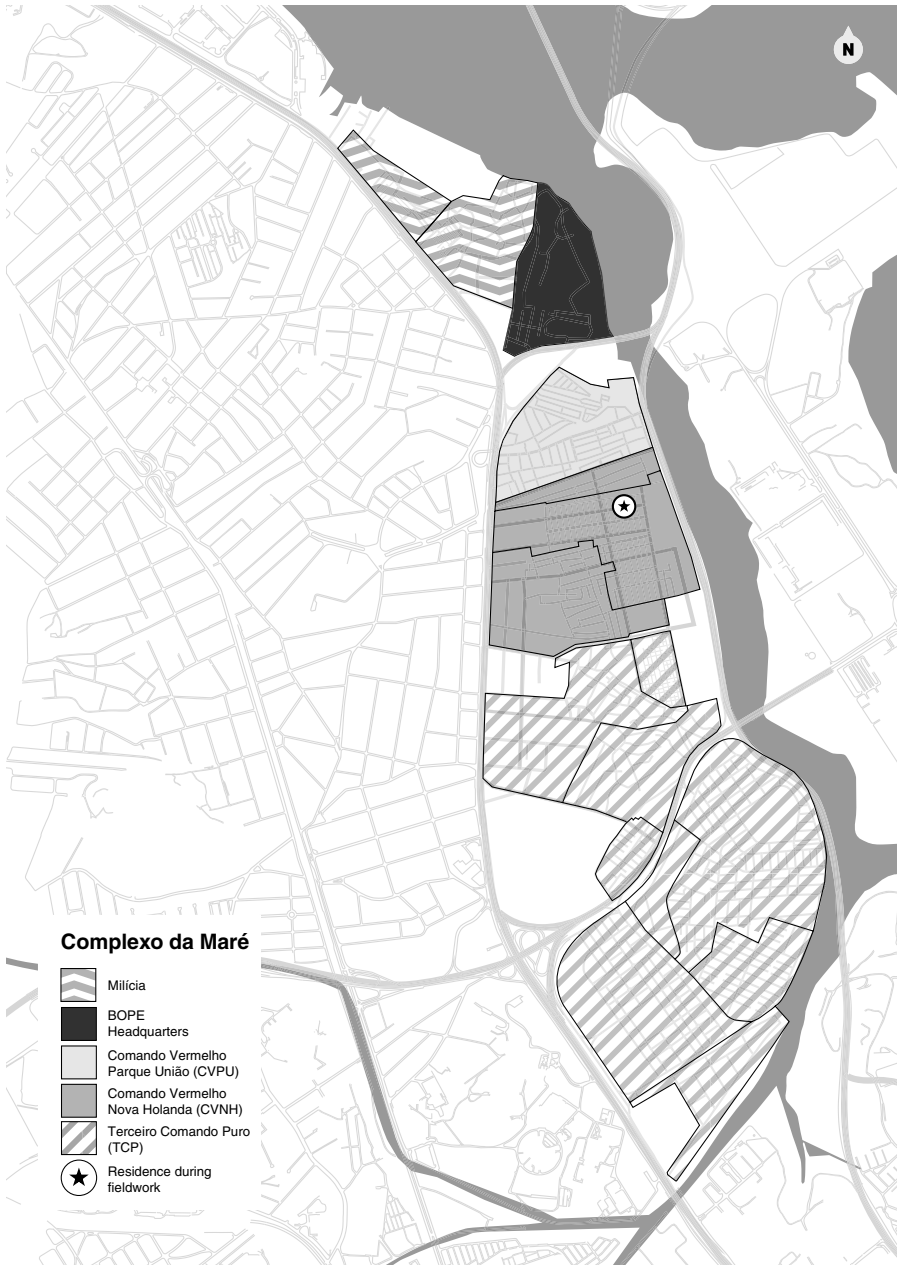 N
Complexo da Maré
Milícia
BOPE
Headquarters
Comando Vermelho
Parque União (CVPU)
Comando Vermelho
Nova Holanda (CVNH)
Terceiro Comando Puro
(TCP)
Residence during
fieldwork